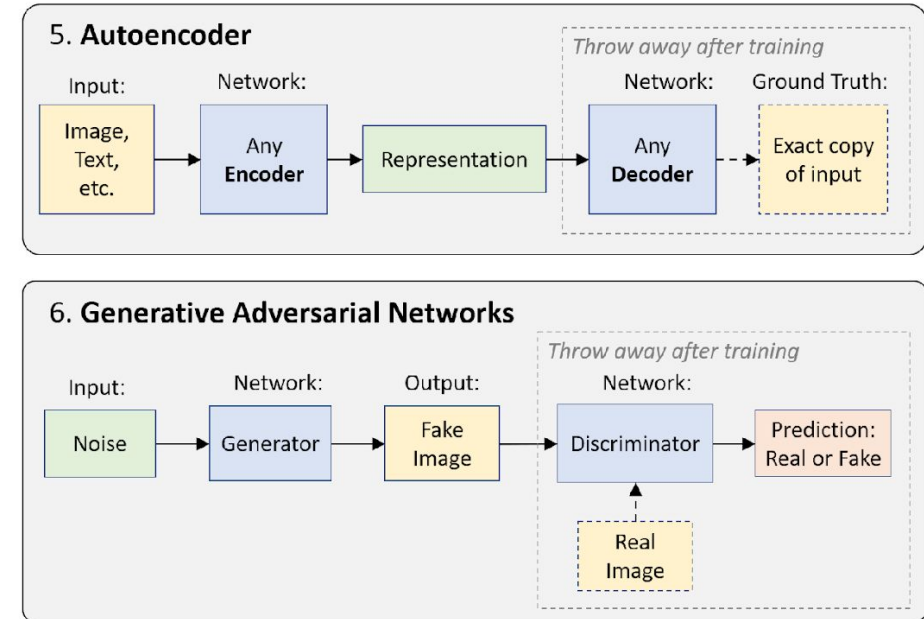 5. Autoencoder
Throw away after training
Input:
Network:
Network:
Ground Truth:
Image,
Text,
etc.
Any
Encoder
Representation
Any
Decoder
Exact copy
of input
6. Generative Adversarial Networks
Throw away after training
Input:
Network:
Output:
Network:
Noise
Generator
Fake
Image
Discriminator
Prediction:
Real or Fake
Real
Image